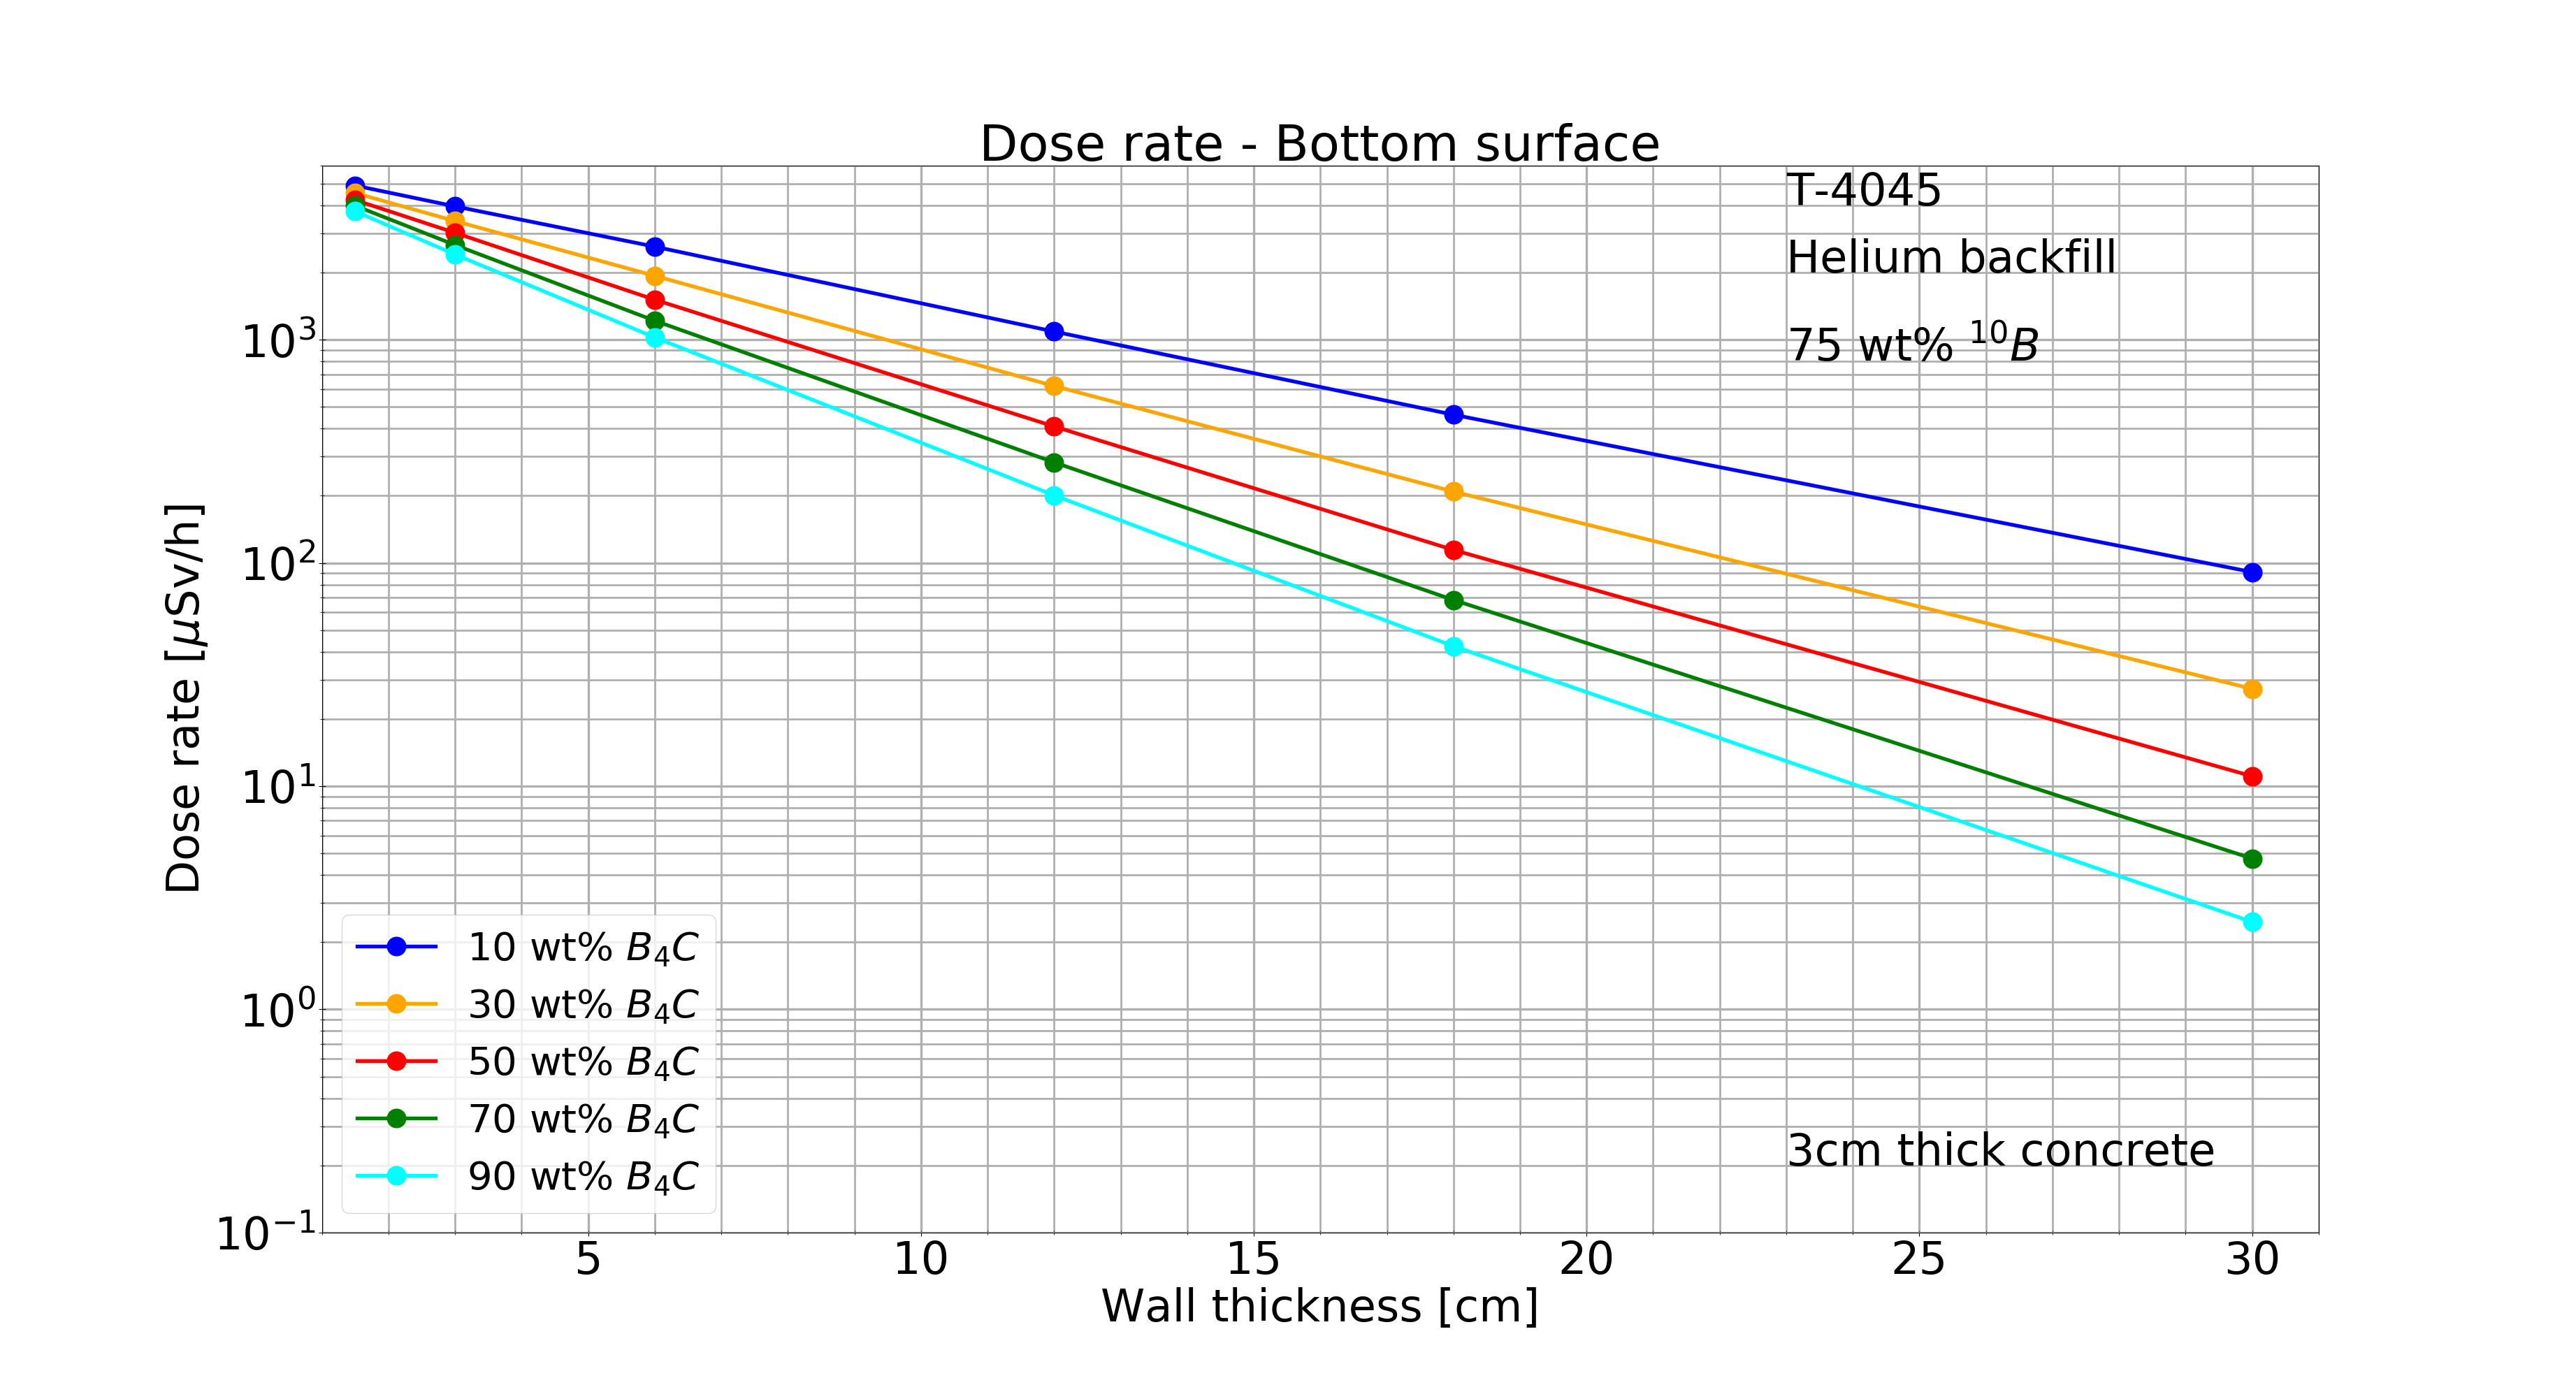 Dose rate - Bottom surface
T-4045
Helium backfill
75 wt% ¹⁰B
Dose rate [μSv/h]
10³
10²
10¹
10⁰
10⁻¹
10 wt% B₄C
30 wt% B₄C
50 wt% B₄C
70 wt% B₄C
90 wt% B₄C
3cm thick concrete
5 10 15 20 25 30
Wall thickness [cm]